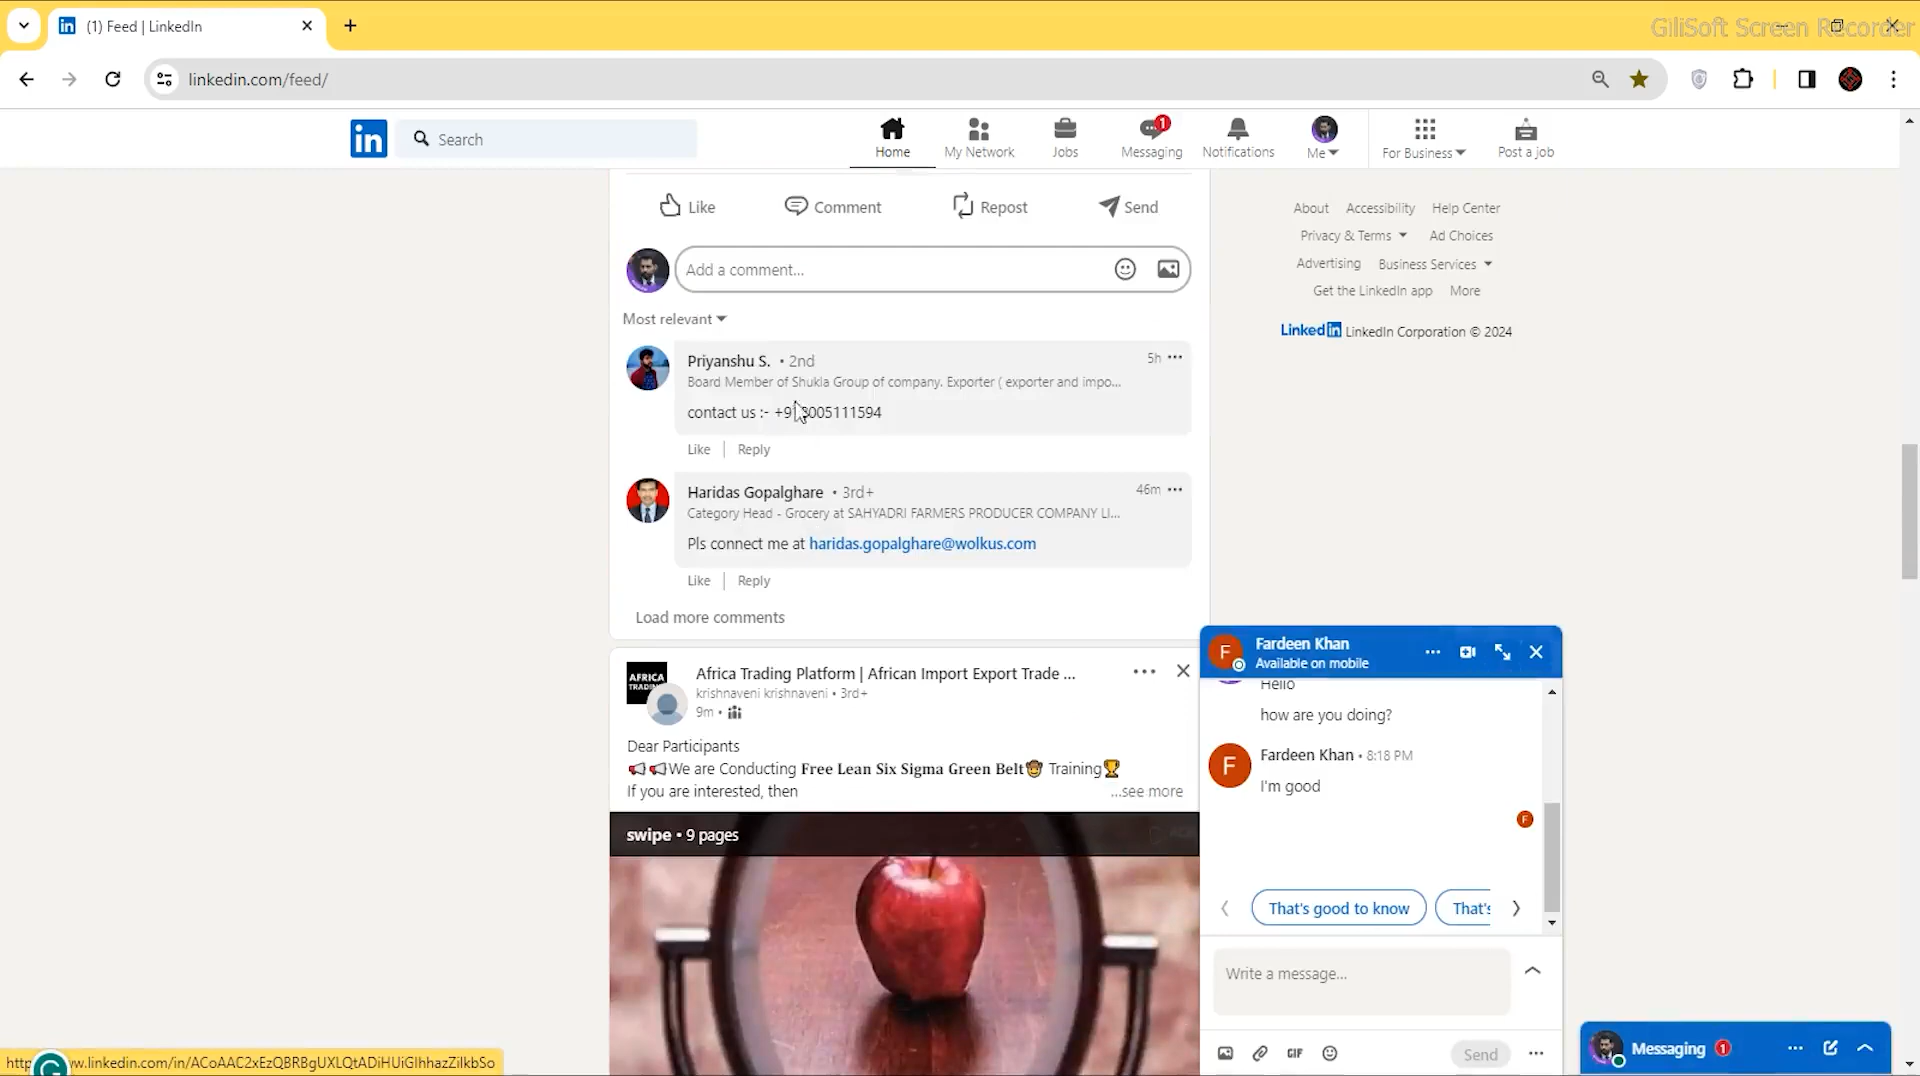 (1) Feed | LinkedIn
GiliSoft Screen Recorder
linkedin.com/feed/
in
Search
Home
My Network
Jobs
1
Messaging
Notifications
Me
For Business
Post a job
Like
Comment
Repost
Send
Add a comment...
Most relevant
Priyanshu S. • 2nd
5h
Board Member of Shukla Group of company. Exporter ( exporter and impo...
contact us :-
Like | Reply
Haridas Gopalghare • 3rd+
46m
Category Head - Grocery at SAHYADRI FARMERS PRODUCER COMPANY LI...
Pls connect me at haridas.gopalghare@wolkus.com
Like | Reply
Load more comments
About Accessibility Help Center
Privacy & Terms Ad Choices
Advertising Business Services
Get the LinkedIn app More
LinkedIn LinkedIn Corporation © 2024
AFRICA
Africa Trading Platform | African Import Export Trade ...
krishnaveni krishnaveni • 3rd+
9m •
Dear Participants
📢📢We are Conducting Free Lean Six Sigma Green Belt Training🏆
If you are interested, then
...see more
swipe • 9 pages
F
Fardeen Khan
Available on mobile
Hello
how are you doing?
F
Fardeen Khan • 8:18 PM
I'm good
F
That's good to know
That's
Write a message...
GIF
Send
Messaging 1